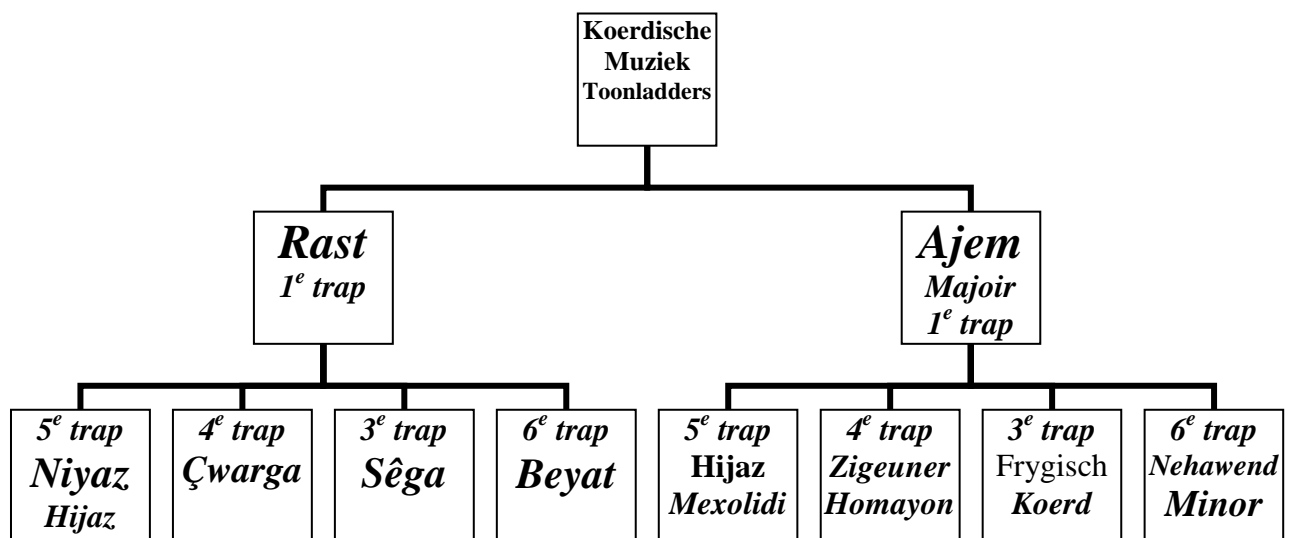 Koerdische
Muziek
Toonladders
Rast
1e trap
Ajem
Majoir
1e trap
5e trap
Niyaz
Hijaz
4e trap
Çwarga
3e trap
Sêga
6e trap
Beyat
5e trap
Hijaz
Mexolidi
4e trap
Zigeuner
Homayon
3e trap
Frygisch
Koerd
6e trap
Nehawend
Minor